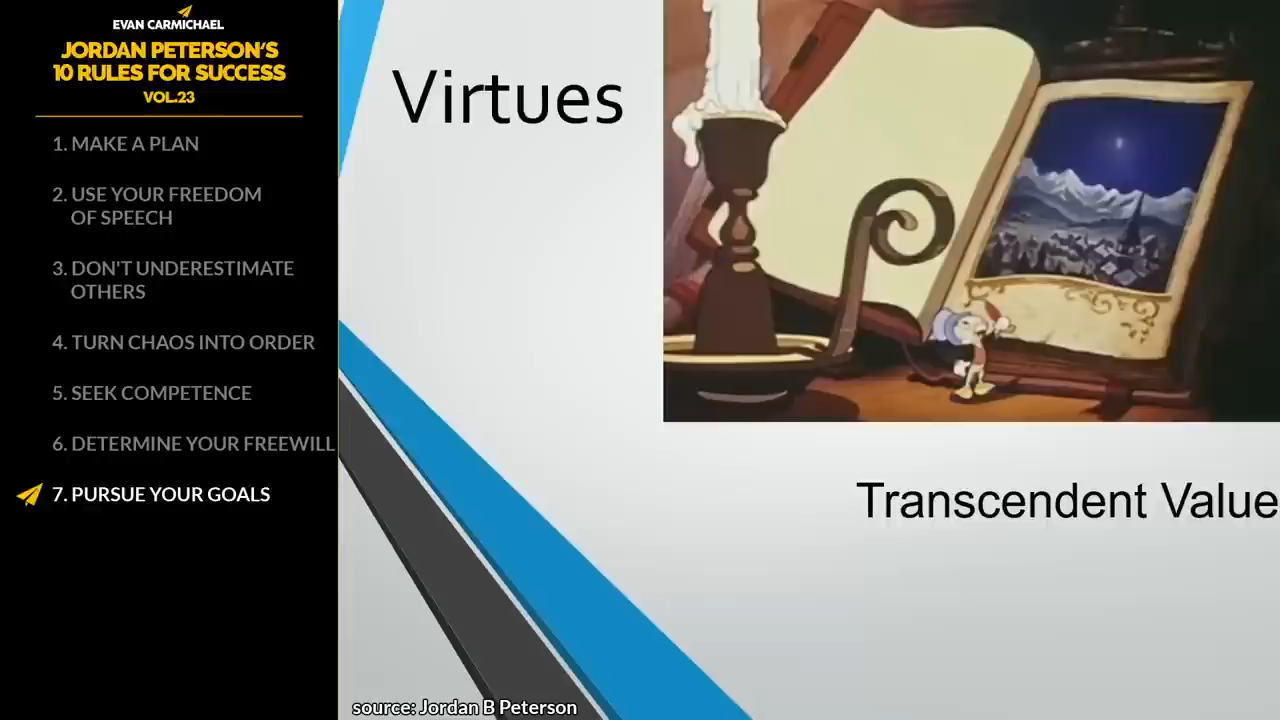 EVAN CARMICHAEL
JORDAN PETERSON'S
10 RULES FOR SUCCESS
VOL.23
1. MAKE A PLAN
2. USE YOUR FREEDOM
OF SPEECH
3. DON'T UNDERESTIMATE
OTHERS
4. TURN CHAOS INTO ORDER
5. SEEK COMPETENCE
6. DETERMINE YOUR FREEWILL
7. PURSUE YOUR GOALS
Virtues
Transcendent Value
source: Jordan B Peterson